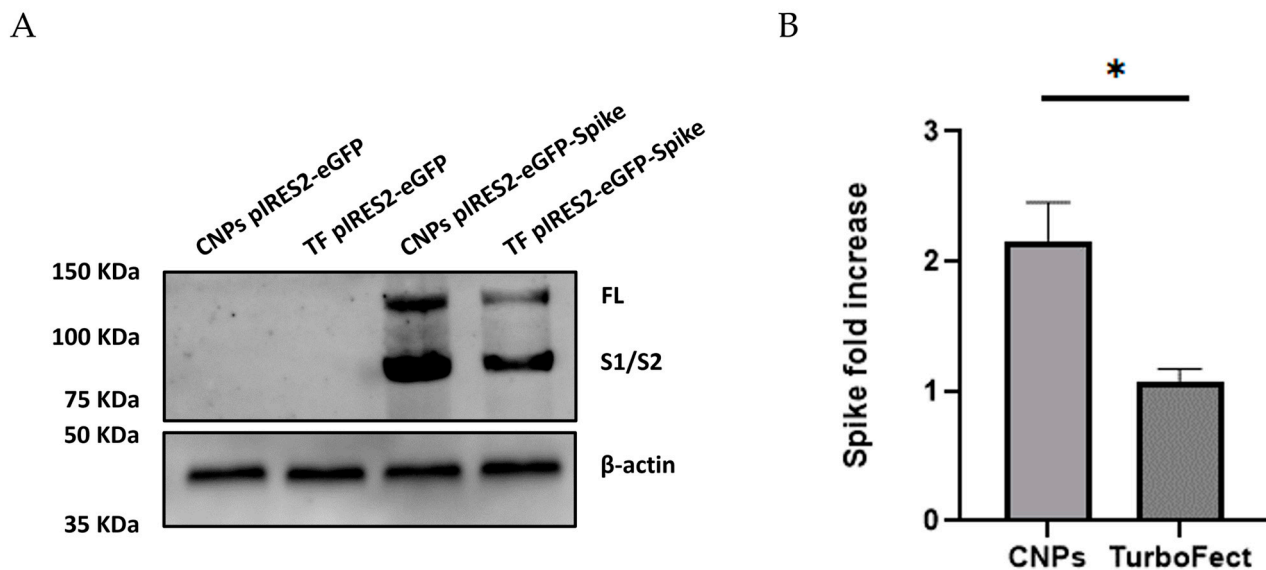 A
CNPs pIRES2-eGFP
TF pIRES2-eGFP
CNPs pIRES2-eGFP-Spike
TF pIRES2-eGFP-Spike
150 KDa
FL
100 KDa
S1/S2
75 KDa
50 KDa
β-actin
35 KDa
B
*
3
2
1
0
Spike fold increase
CNPs TurboFect